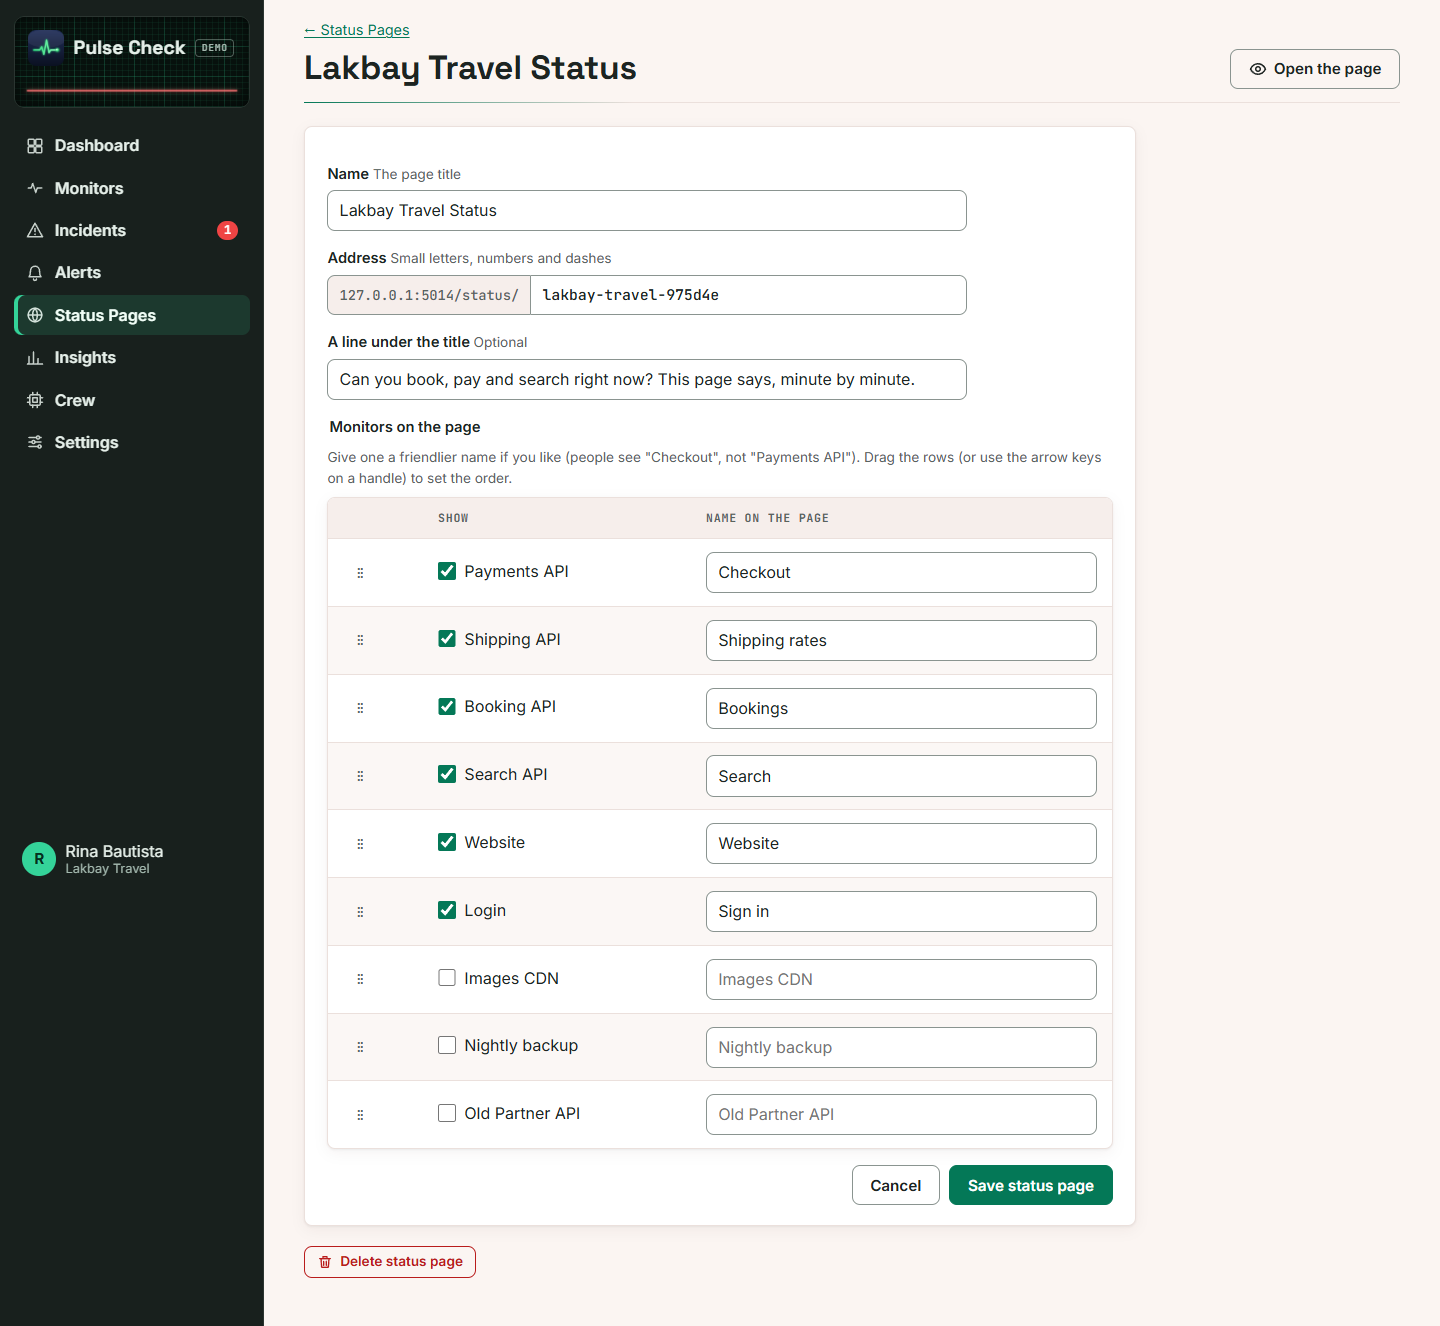 Pulse Check DEMO
Dashboard
Monitors
Incidents 1
Alerts
Status Pages
Insights
Crew
Settings
R
Rina Bautista
Lakbay Travel
← Status Pages
Lakbay Travel Status
Open the page
Name The page title
Lakbay Travel Status
Address Small letters, numbers and dashes
127.0.0.1:5014/status/ lakbay-travel-975d4e
A line under the title Optional
Can you book, pay and search right now? This page says, minute by minute.
Monitors on the page
Give one a friendlier name if you like (people see "Checkout", not "Payments API"). Drag the rows (or use the arrow keys
on a handle) to set the order.
SHOW NAME ON THE PAGE
Payments API Checkout
Shipping API Shipping rates
Booking API Bookings
Search API Search
Website Website
Login Sign in
Images CDN Images CDN
Nightly backup Nightly backup
Old Partner API Old Partner API
Cancel Save status page
Delete status page